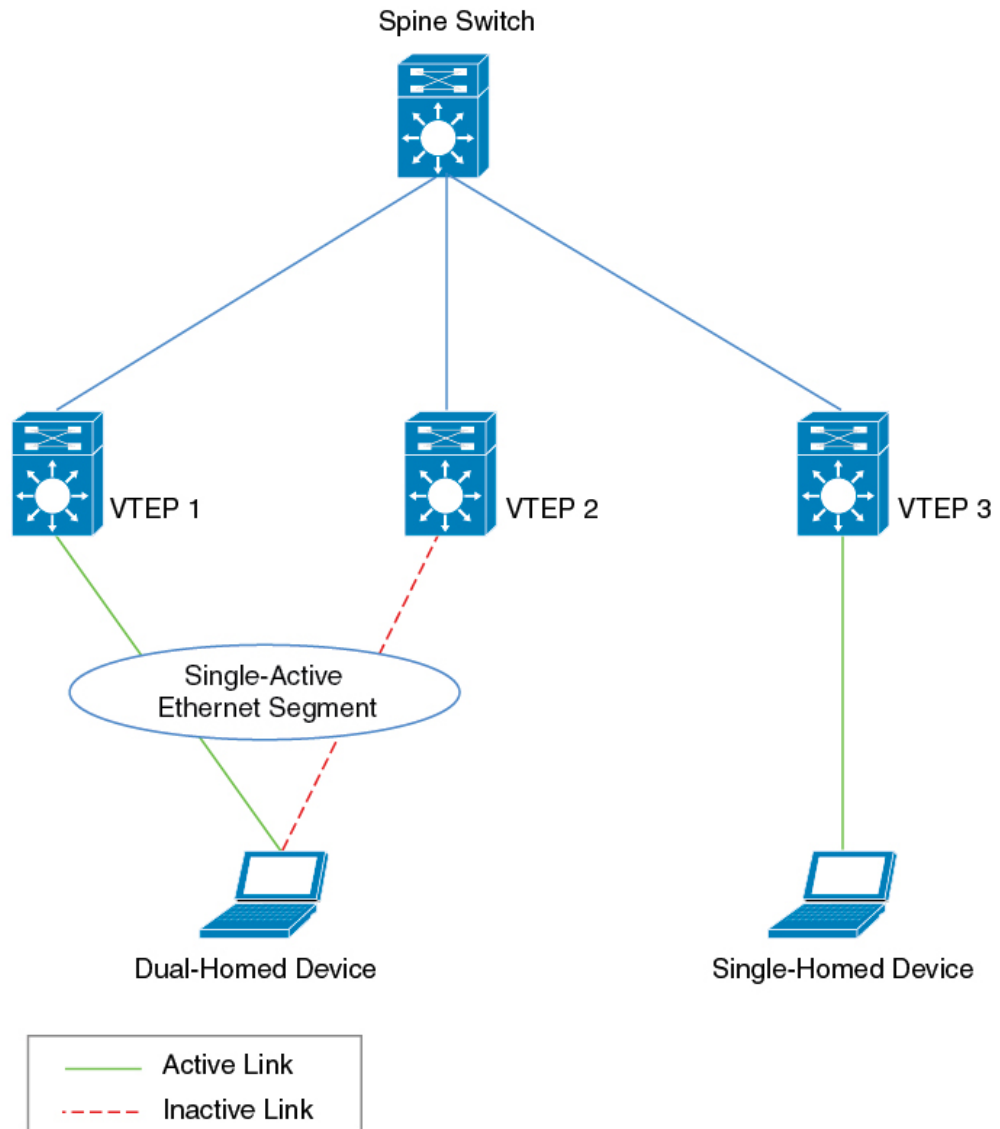 Spine Switch
VTEP 1
VTEP 2
VTEP 3
Single-Active
Ethernet Segment
Dual-Homed Device
Single-Homed Device
Active Link
Inactive Link